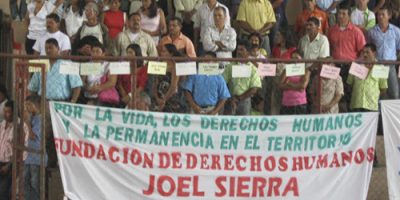 POR LA VIDA, LOS DERECHOS HUMANOS
Y LA PERMANENCIA EN EL TERRITORIO
FUNDACION DE DERECHOS HUMANOS
JOEL SIERRA